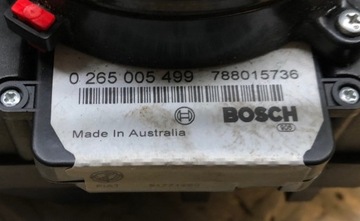 0 265 005 499 788015736
BOSCH
Made In Australia